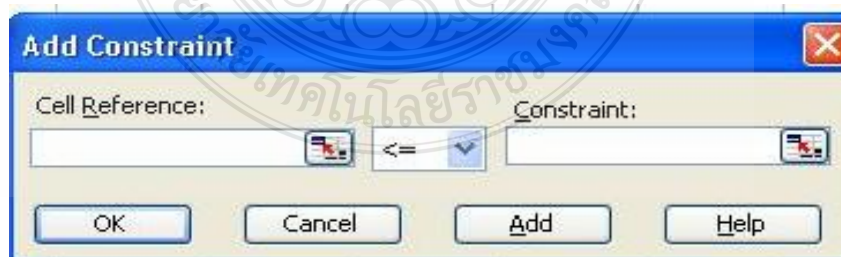 Add Constraint
Cell Reference:
Constraint:
<=
OK
Cancel
Add
Help